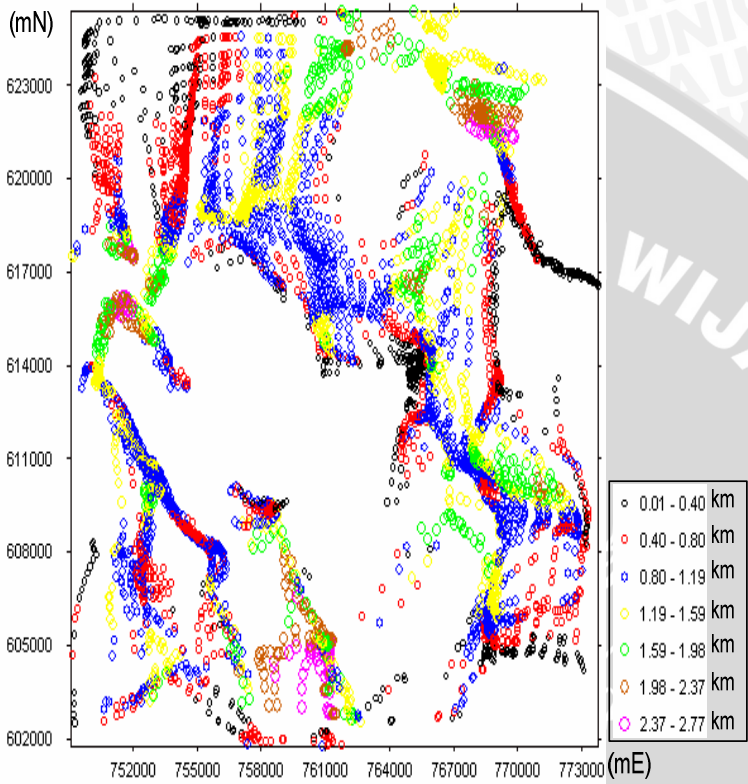 (mN)
623000
620000
617000
614000
611000
608000
605000
602000
752000 755000 758000 761000 764000 767000 770000 773000
(mE)
0.01 - 0.40 km
0.40 - 0.80 km
0.80 - 1.19 km
1.19 - 1.59 km
1.59 - 1.98 km
1.98 - 2.37 km
2.37 - 2.77 km
WIJA